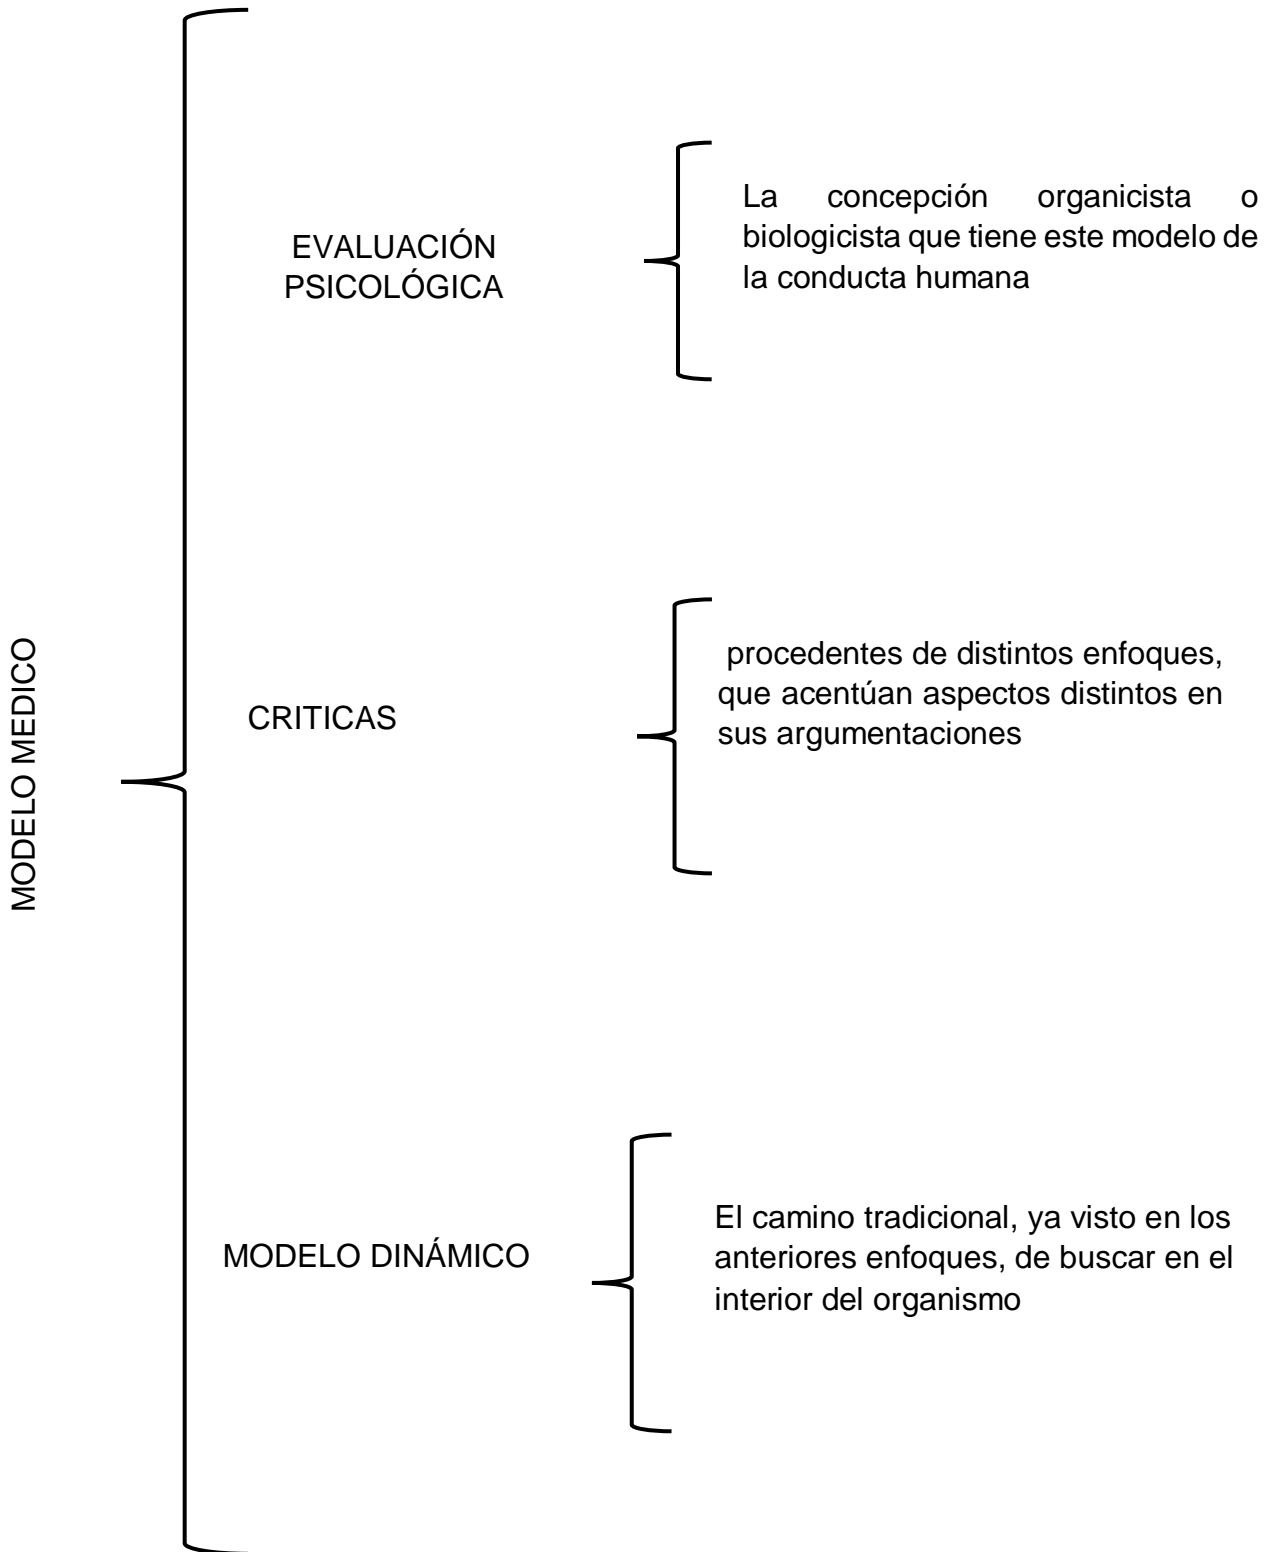 MODELO MEDICO
EVALUACIÓN
PSICOLÓGICA
La concepción organicista o
biologicista que tiene este modelo de
la conducta humana
CRITICAS
procedentes de distintos enfoques,
que acentúan aspectos distintos en
sus argumentaciones
MODELO DINÁMICO
El camino tradicional, ya visto en los
anteriores enfoques, de buscar en el
interior del organismo